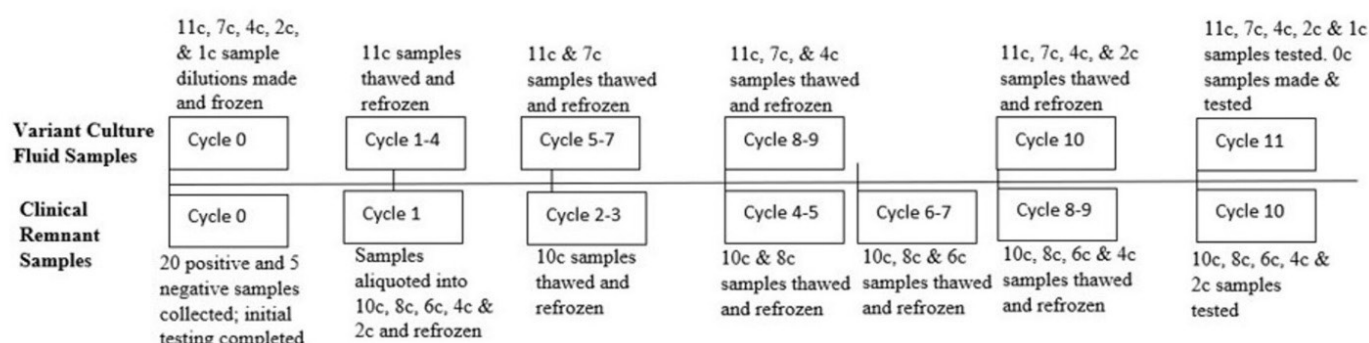 11c, 7c, 4c, 2c,
& 1c sample
dilutions made
and frozen
11c samples
thawed and
refrozen
11c & 7c
samples thawed
and refrozen
11c, 7c, & 4c
samples thawed
and refrozen
11c, 7c, 4c, & 2c
samples thawed
and refrozen
11c, 7c, 4c, 2c & 1c
samples tested. 0c
samples made &
tested
Variant Culture
Fluid Samples
Cycle 0
Cycle 1-4
Cycle 5-7
Cycle 8-9
Cycle 10
Cycle 11
Clinical
Remnant
Samples
Cycle 0
Cycle 1
Cycle 2-3
Cycle 4-5
Cycle 6-7
Cycle 8-9
Cycle 10
20 positive and 5
negative samples
collected; initial
testing completed
Samples
aliquoted into
10c, 8c, 6c, 4c &
2c and refrozen
10c samples
thawed and
refrozen
10c & 8c
samples thawed
and refrozen
10c, 8c & 6c
samples thawed
and refrozen
10c, 8c, 6c & 4c
samples thawed
and refrozen
10c, 8c, 6c, 4c &
2c samples
tested